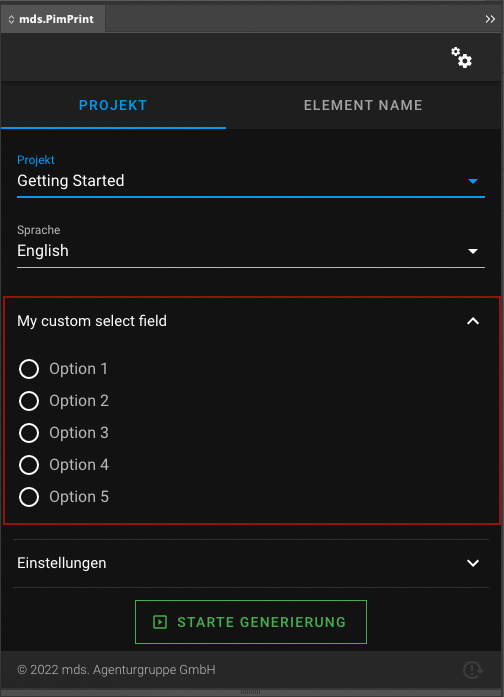 mds.PimPrint
PROJEKT
ELEMENT NAME
Projekt
Getting Started
Sprache
English
My custom select field
Option 1
Option 2
Option 3
Option 4
Option 5
Einstellungen
STARTE GENERIERUNG
© 2022 mds. Agenturgruppe GmbH